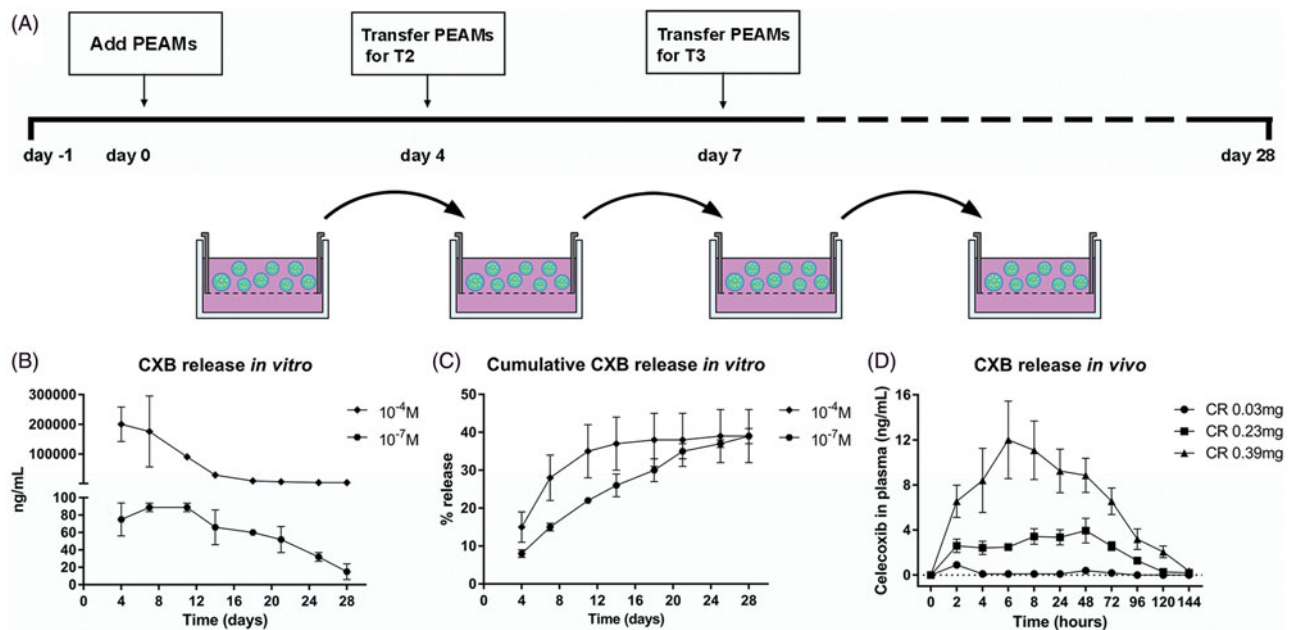 (A)
Add PEAMs
Transfer PEAMs
for T2
Transfer PEAMs
for T3
day -1
day 0
day 4
day 7
day 28
(B)
CXB release in vitro
300000
200000
100000
100
80
60
40
20
0
ng/mL
0 4 8 12 16 20 24 28
Time (days)
10⁻⁴M
10⁻⁷M
(C)
Cumulative CXB release in vitro
50
40
30
20
10
0
% release
0 4 8 12 16 20 24 28
Time (days)
10⁻⁴M
10⁻⁷M
(D)
CXB release in vivo
16
12
8
4
0
Celecoxib in plasma (ng/mL)
0 2 4 6 8 24 48 72 96 120 144
Time (hours)
CR 0.03mg
CR 0.23mg
CR 0.39mg